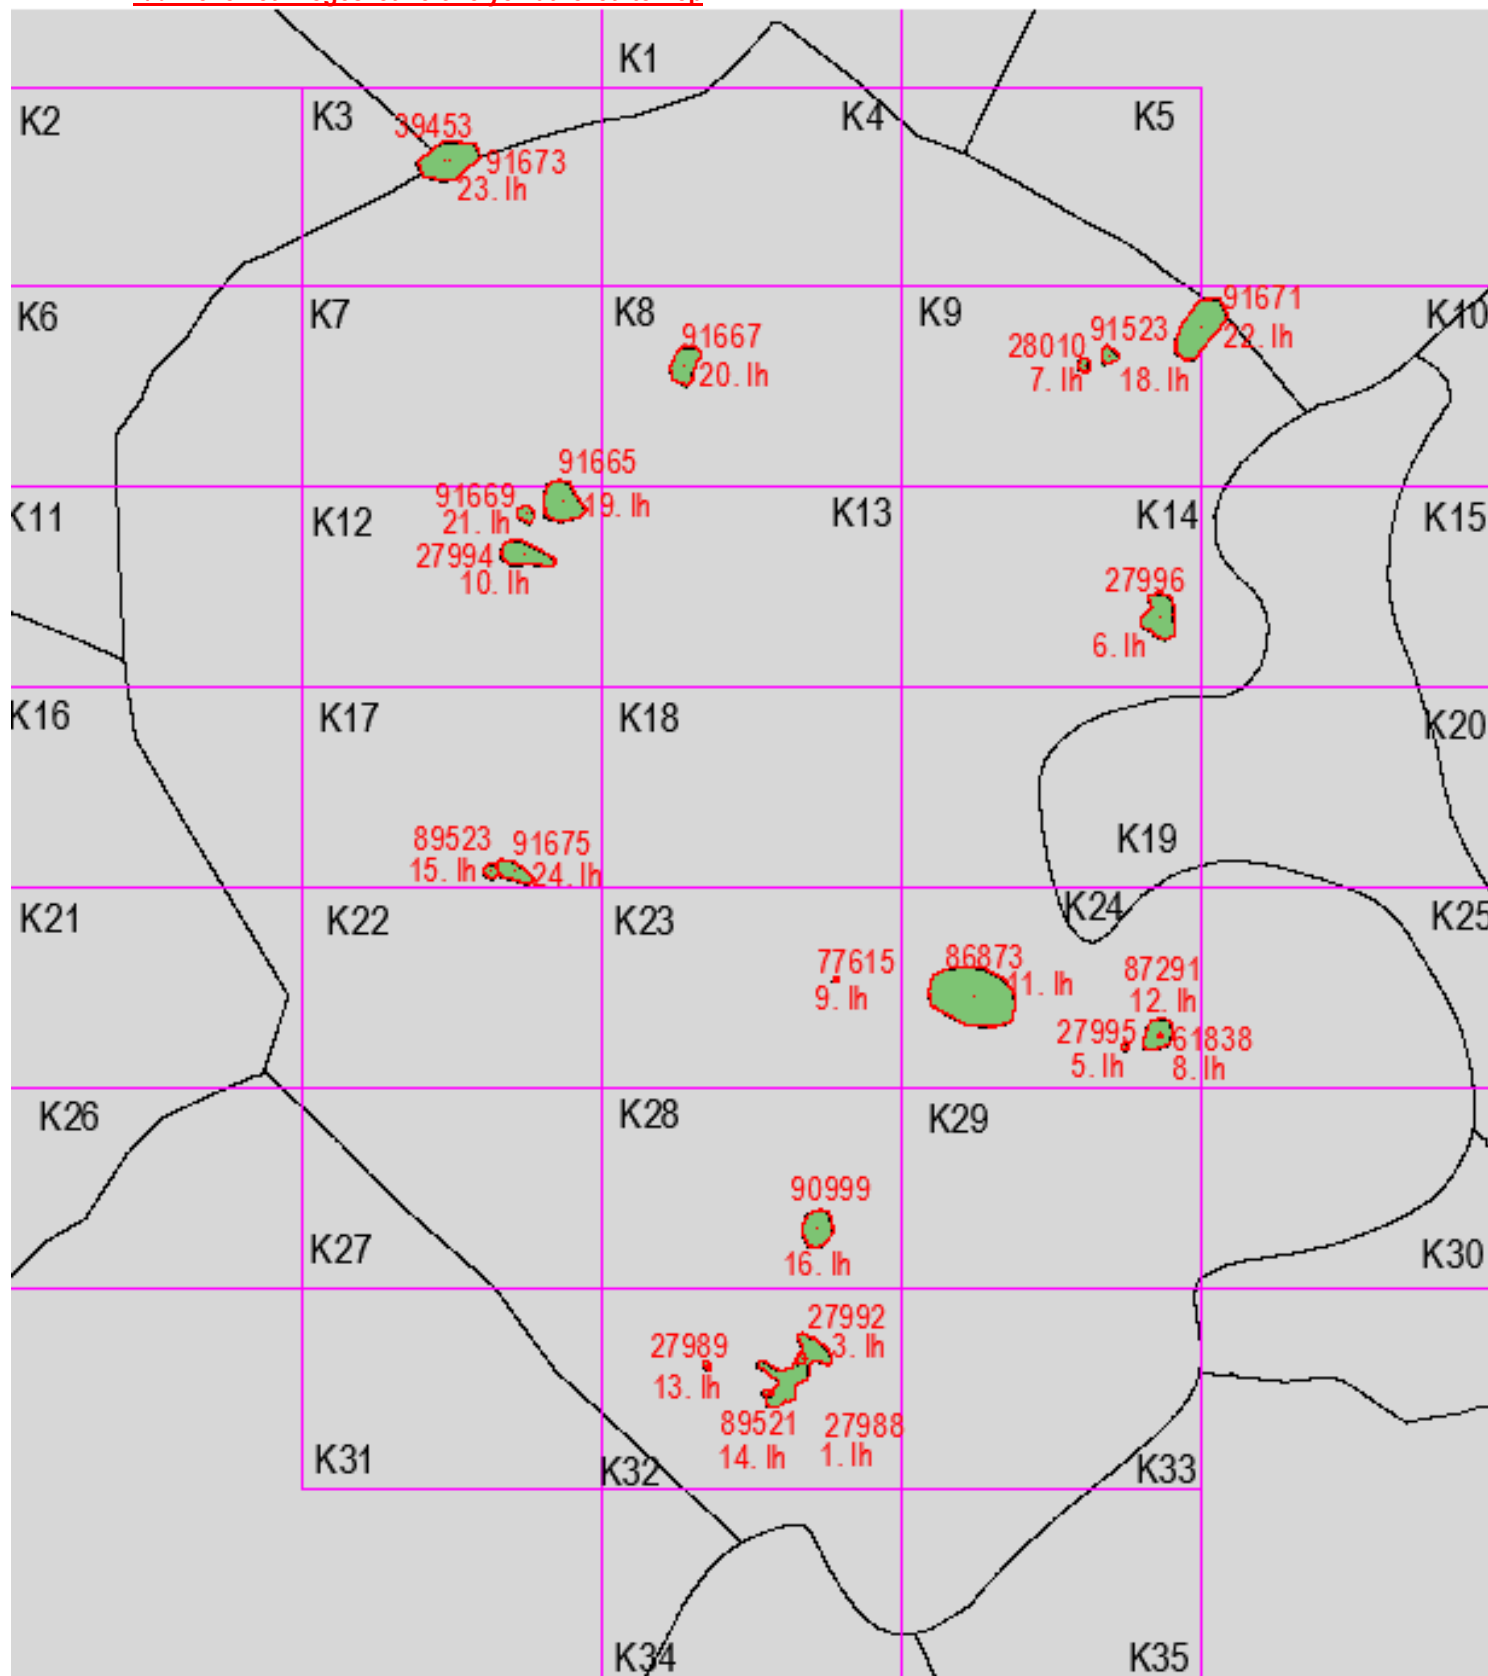 K1
K2
K3
K4
K5
39453
91673
23. lh
K6
K7
K8
K9
K10
91667
20. lh
91671
22. lh
91523
18. lh
28010
7. lh
91665
19. lh
91669
21. lh
K11
K12
K13
K14
K15
27994
10. lh
27996
6. lh
K16
K17
K18
K20
89523
15. lh
91675
24. lh
K19
K21
K22
K23
K24
K25
77615
9. lh
86873
11. lh
87291
12. lh
27995
5. lh
61838
8. lh
K26
K28
K29
90999
16. lh
K27
K30
27992
3. lh
27989
13. lh
89521
14. lh
27988
1. lh
K31
K32
K33
K34
K35